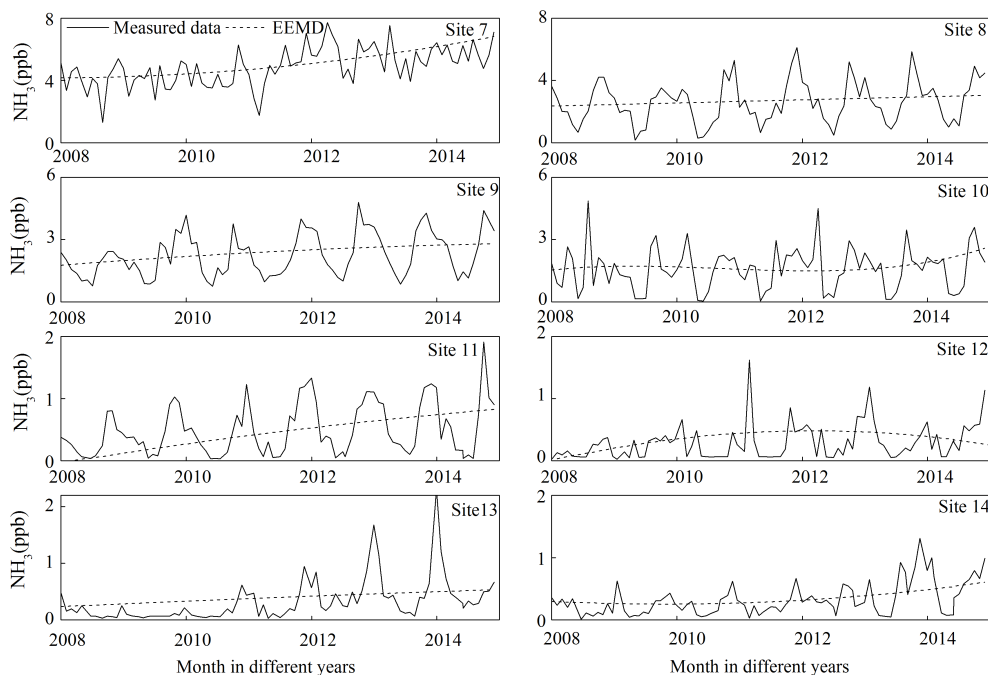 Measured data
EEMD
Site 7
NH3(ppb)
8
4
0
2008 2010 2012 2014
Site 8
8
4
0
2008 2010 2012 2014
Site 9
NH3(ppb)
6
3
0
2008 2010 2012 2014
Site 10
6
3
0
2008 2010 2012 2014
Site 11
NH3(ppb)
2
1
0
2008 2010 2012 2014
Site 12
2
1
0
2008 2010 2012 2014
Site13
NH3(ppb)
2
1
0
2008 2010 2012 2014
Month in different years
Site 14
2
1
0
2008 2010 2012 2014
Month in different years